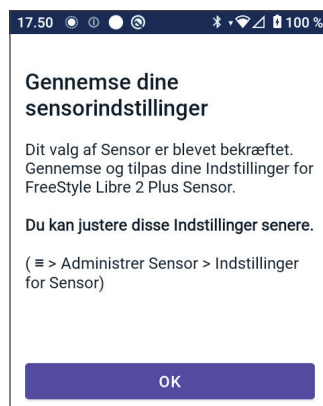 17.50 100 %
Gennemse dine
sensorindstillinger
Dit valg af Sensor er blevet bekræftet.
Gennemse og tilpas dine Indstillinger for
FreeStyle Libre 2 Plus Sensor.
Du kan justere disse Indstillinger senere.
( ≡ > Administrer Sensor > Indstillinger
for Sensor)
OK